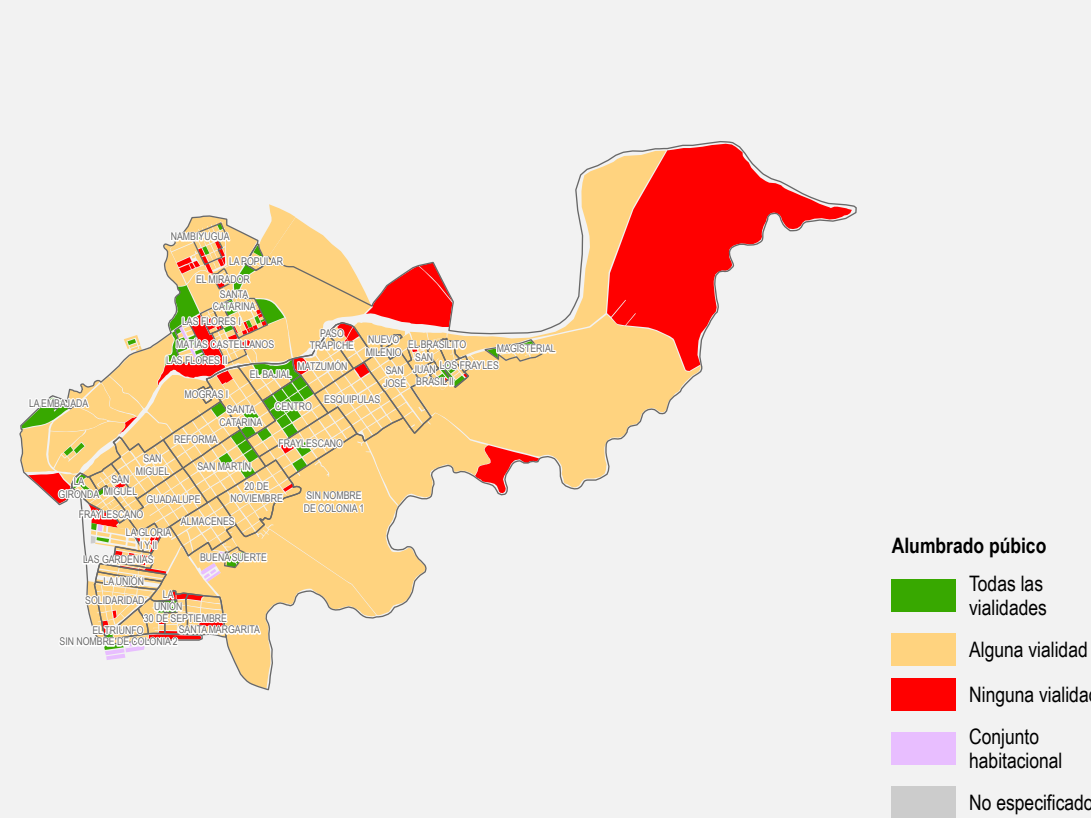 NAMBIYUGUA
LA POPULAR
EL MIRADOR
SANTA
CATARINA
LAS FLORES I
MATÍAS CASTELLANOS
LAS FLORES II
PASO
TRAPICHE
NUEVO
MILENIO
EL BRASILITO
MAGISTERIAL
SAN
JUAN
LOS FRAYLES
BRASIL II
SAN
JOSÉ
EL BAJIAL
MATZUMÓN
MOGRAS I
ESQUIPULAS
CENTRO
LA EMBAJADA
SANTA
CATARINA
REFORMA
FRAYLESCANO
SAN
MIGUEL
SAN MARTÍN
LA
GIRONDA
SAN
MIGUEL
GUADALUPE
20 DE
NOVIEMBRE
SIN NOMBRE
DE COLONIA 1
FRAYLESCANO
ALMACENES
LA GLORIA
I Y II
LAS GARDENIAS
BUENA SUERTE
LA UNIÓN
SOLIDARIDAD
LA
UNIÓN
30 DE SEPTIEMBRE
EL TRIUNFO
SANTA MARGARITA
SIN NOMBRE DE COLONIA 2
Alumbrado púbico
Todas las
vialidades
Alguna vialidad
Ninguna vialidad
Conjunto
habitacional
No especificado